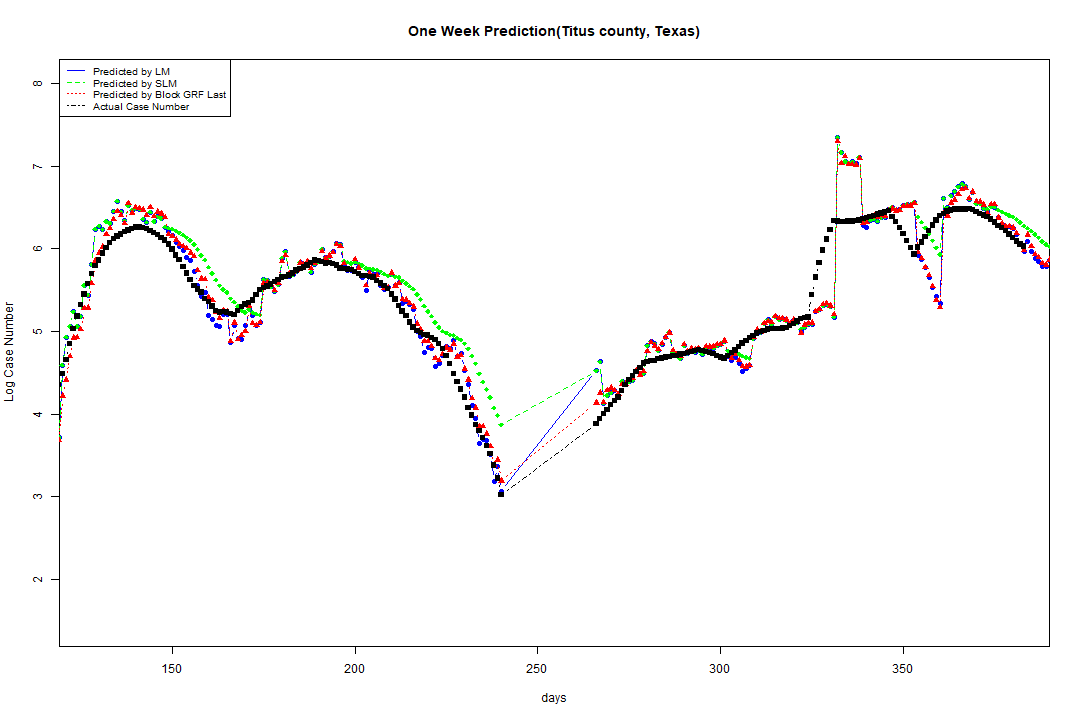 One Week Prediction(Titus county, Texas)
Predicted by LM
Predicted by SLM
Predicted by Block GRF Last
Actual Case Number
Log Case Number
8
7
6
5
4
3
2
150 200 250 300 350
days